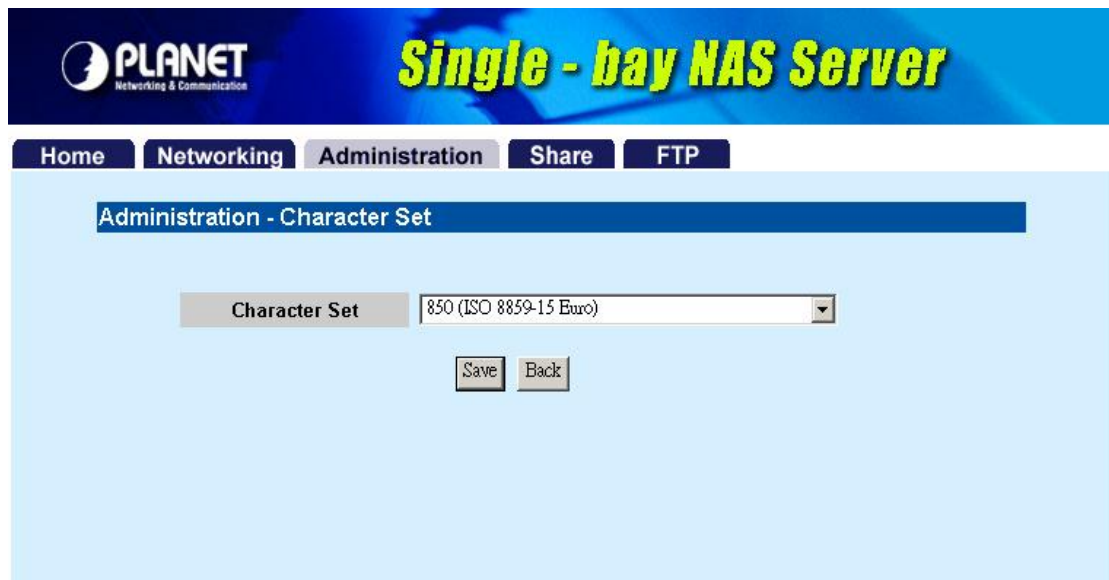 PLANET
Networking & Communication
Single - bay NAS Server
Home Networking Administration Share FTP
Administration - Character Set
Character Set 850 (ISO 8859-15 Euro)
Save Back